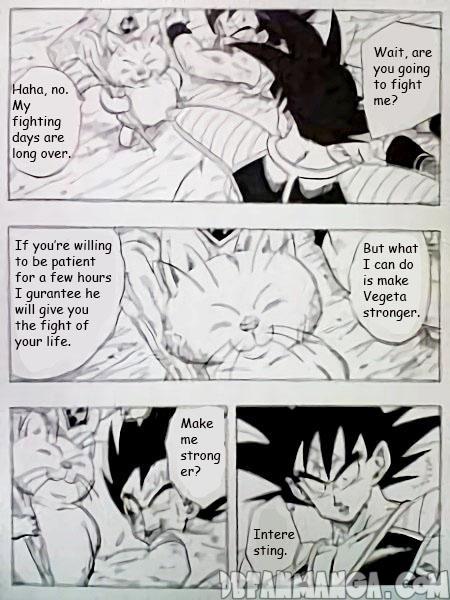 Wait, are
you going
to fight
me?
Haha, no.
My
fighting
days are
long over.
But what
I can do
is make
Vegeta
stronger.
If you're willing
to be patient
for a few hours
I gurantee he
will give you
the fight of
your life.
Intere
sting.
Make
me
strong
er?
DBFANMANGA.COM